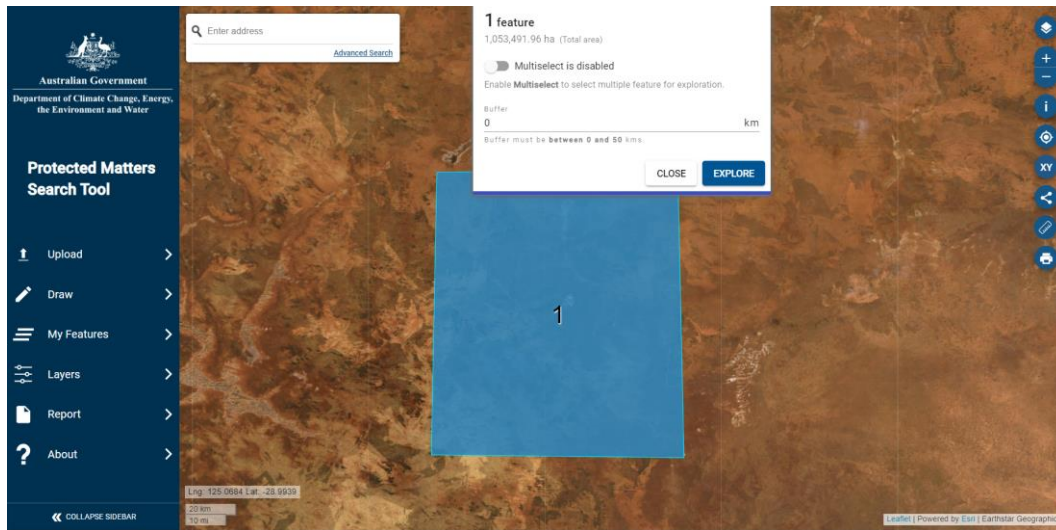 Australian Government
Department of Climate Change, Energy,
the Environment and Water
Protected Matters
Search Tool
Upload
Draw
My Features
Layers
Report
About
COLLAPSE SIDEBAR
Enter address
Advanced Search
1 feature
1,053,491.96 ha (Total area)
Multiselect is disabled
Enable Multiselect to select multiple feature for exploration.
Buffer
0 km
Buffer must be between 0 and 50 kms.
CLOSE EXPLORE
1
+
−
i
XY
Lng: 125.0684 Lat: -28.9939
20 km
10 mi
Leaflet | Powered by Esri | Earthstar Geographic